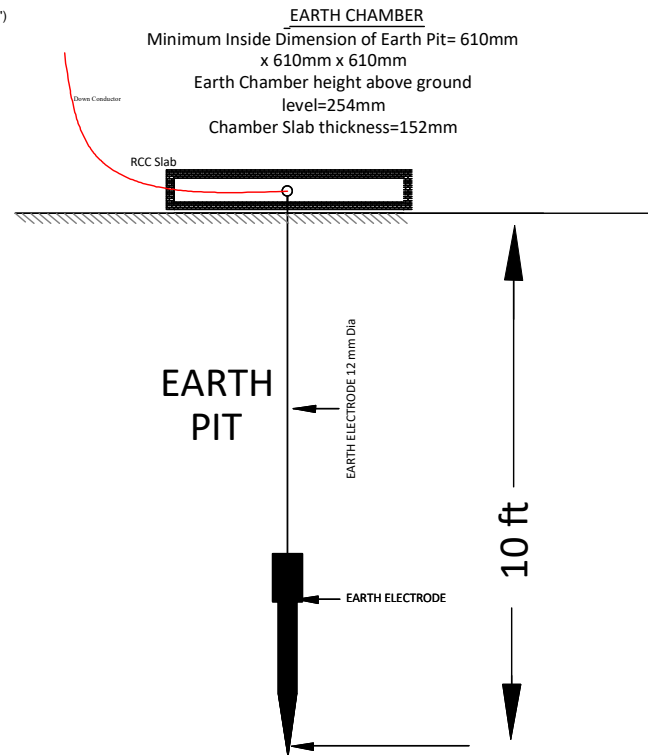 ")
EARTH CHAMBER
Minimum Inside Dimension of Earth Pit= 610mm
x 610mm x 610mm
Earth Chamber height above ground
level=254mm
Chamber Slab thickness=152mm
Down Conductor
RCC Slab
EARTH
PIT
EARTH ELECTRODE 12 mm Dia
10 ft
EARTH ELECTRODE